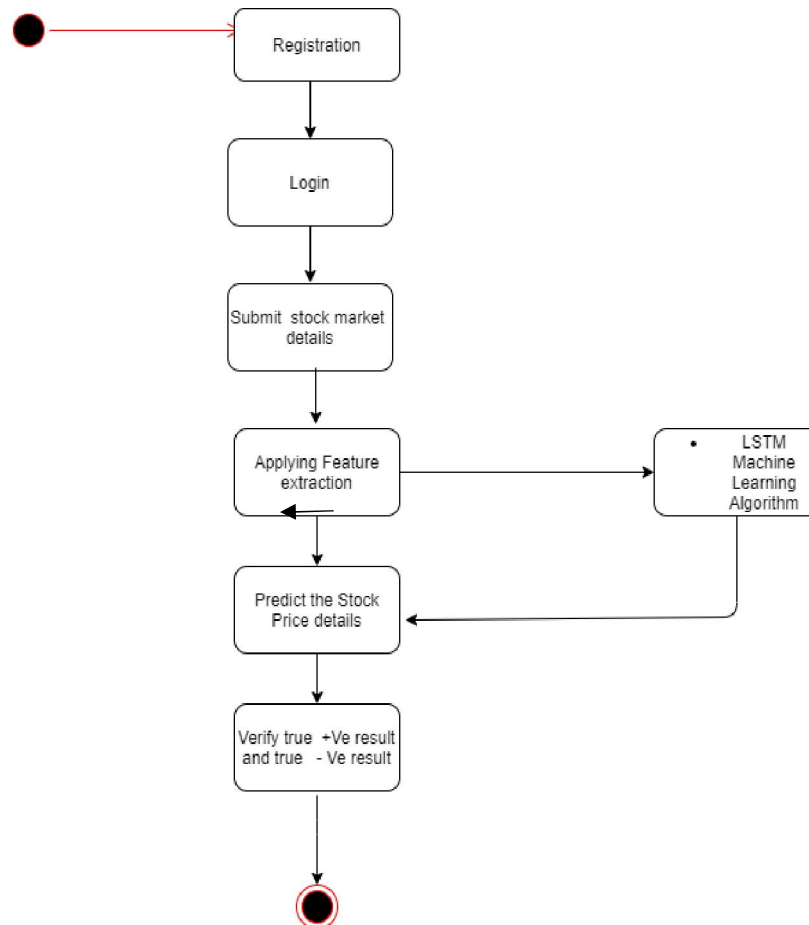 Registration
Login
Submit stock market
details
Applying Feature
extraction
• LSTM
Machine
Learning
Algorithm
Predict the Stock
Price details
Verify true +Ve result
and true - Ve result